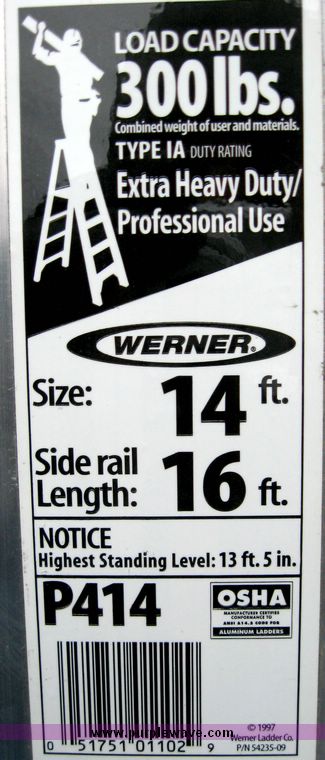 LOAD CAPACITY
300 lbs.
Combined weight of user and materials.
TYPE IA DUTY RATING
Extra Heavy Duty/
Professional Use
WERNER®
Size: 14 ft.
Side rail
Length: 16 ft.
NOTICE
Highest Standing Level: 13 ft. 5 in.
P414
OSHA
MANUFACTURER CERTIFIES
CONFORMANCE TO
ANSI A14.2 CODE FOR
ALUMINUM LADDERS
0 51751 01102 9
© 1997
Werner Ladder Co.
P/N 54235-09
www.purplewave.com